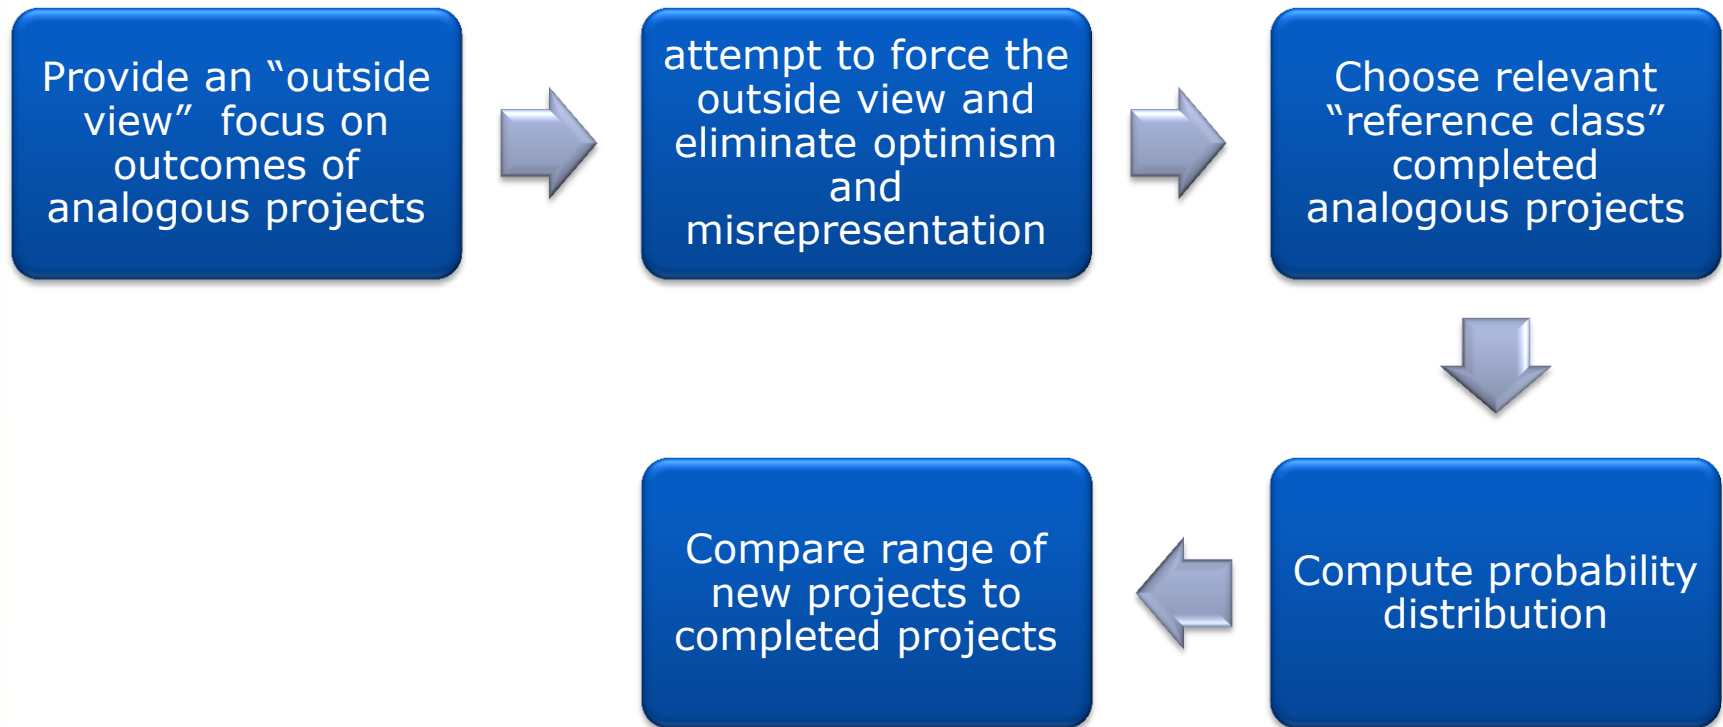 Provide an “outside
view”  focus on
outcomes of
analogous projects
attempt to force the
outside view and
eliminate optimism
and
misrepresentation
Choose relevant
“reference class”
completed
analogous projects
Compute probability
distribution
Compare range of
new projects to
completed projects